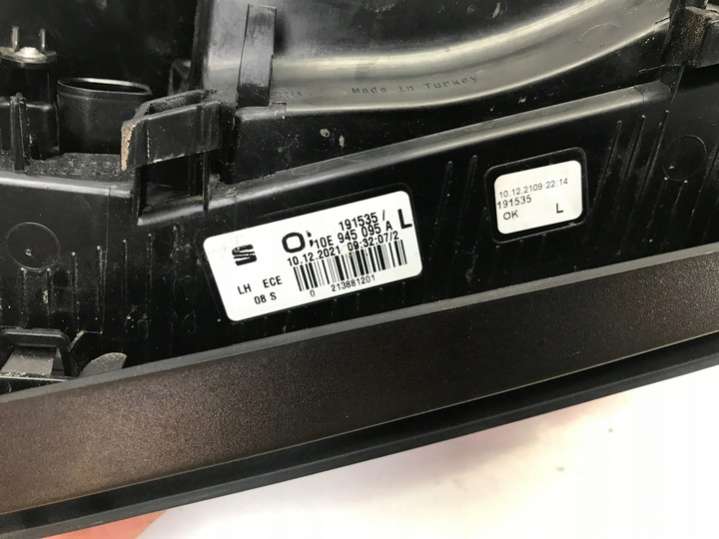 Made in Turkey
191535 /
10E 945 095 A L
10.12.2021 09:32:07/2
LH ECE
08 S
0 213881201
10.12.2109 22:14
191535
OK L